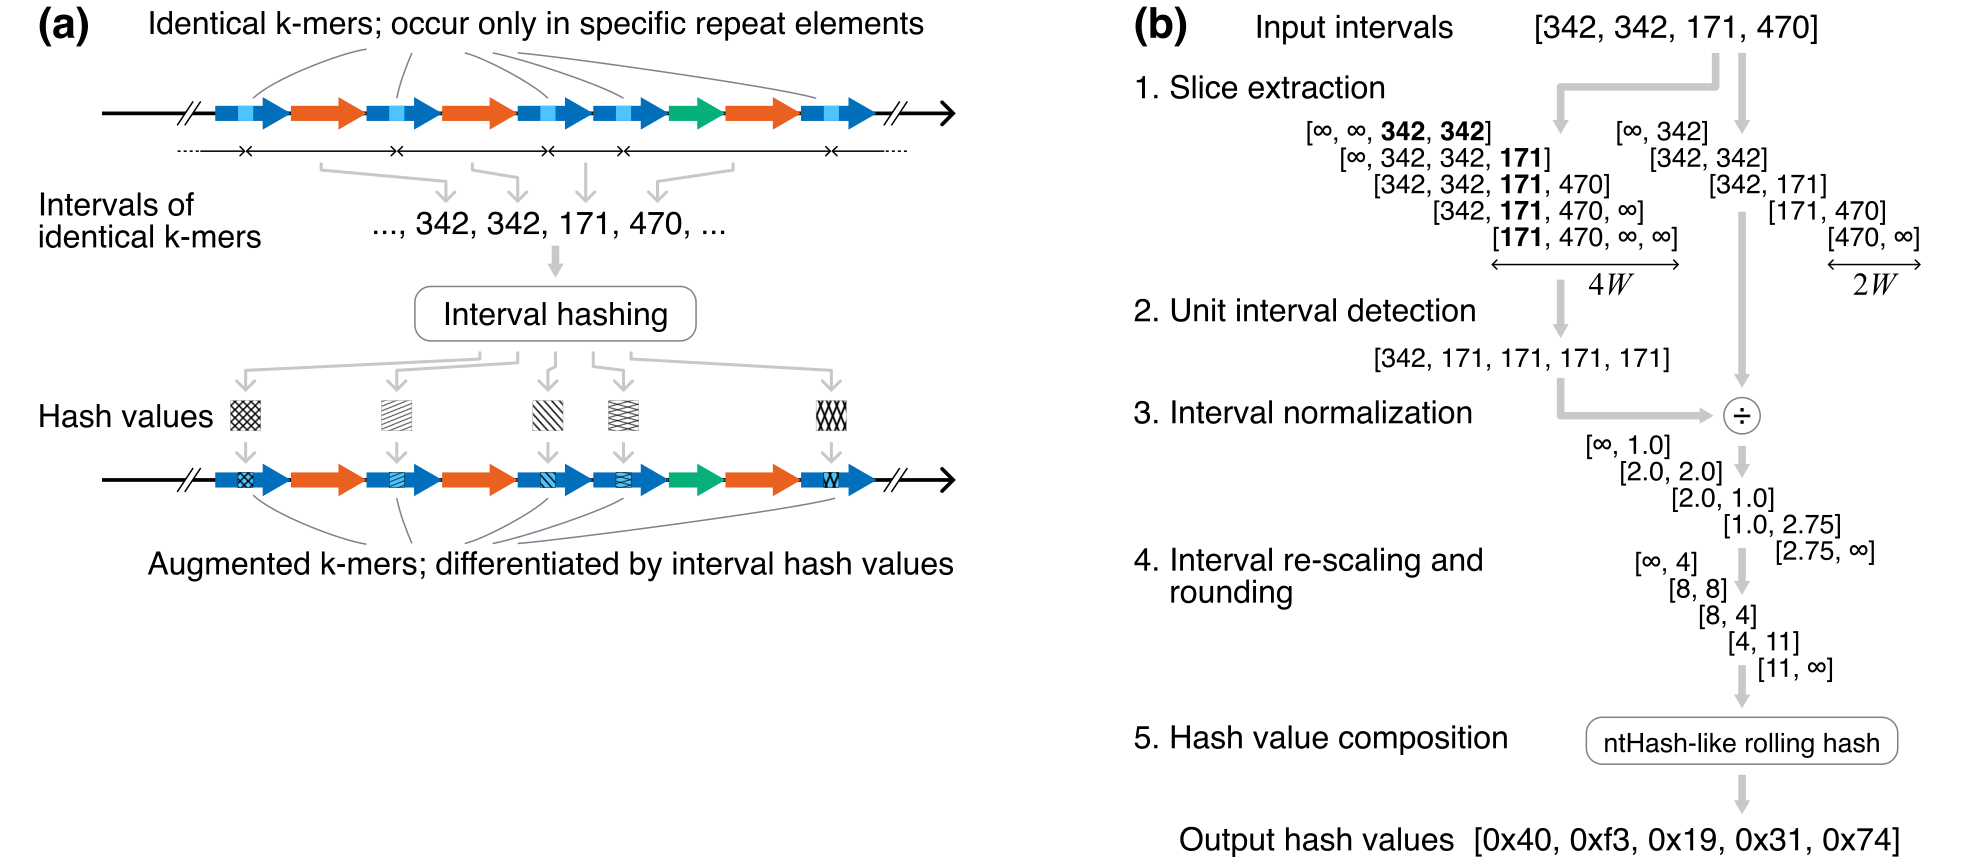 (a)
Identical k-mers; occur only in specific repeat elements
Intervals of
identical k-mers
..., 342, 342, 171, 470, ...
Interval hashing
Hash values
Augmented k-mers; differentiated by interval hash values
(b)
Input intervals [342, 342, 171, 470]
1. Slice extraction
[∞, ∞, 342, 342]
[∞, 342, 342, 171]
[342, 342, 171, 470]
[342, 171, 470, ∞]
[171, 470, ∞, ∞]
4W
[∞, 342]
[342, 342]
[342, 171]
[171, 470]
[470, ∞]
2W
2. Unit interval detection
[342, 171, 171, 171, 171]
3. Interval normalization
÷
[∞, 1.0]
[2.0, 2.0]
[2.0, 1.0]
[1.0, 2.75]
[2.75, ∞]
4. Interval re-scaling and
rounding
[∞, 4]
[8, 8]
[8, 4]
[4, 11]
[11, ∞]
5. Hash value composition
ntHash-like rolling hash
Output hash values [0x40, 0xf3, 0x19, 0x31, 0x74]